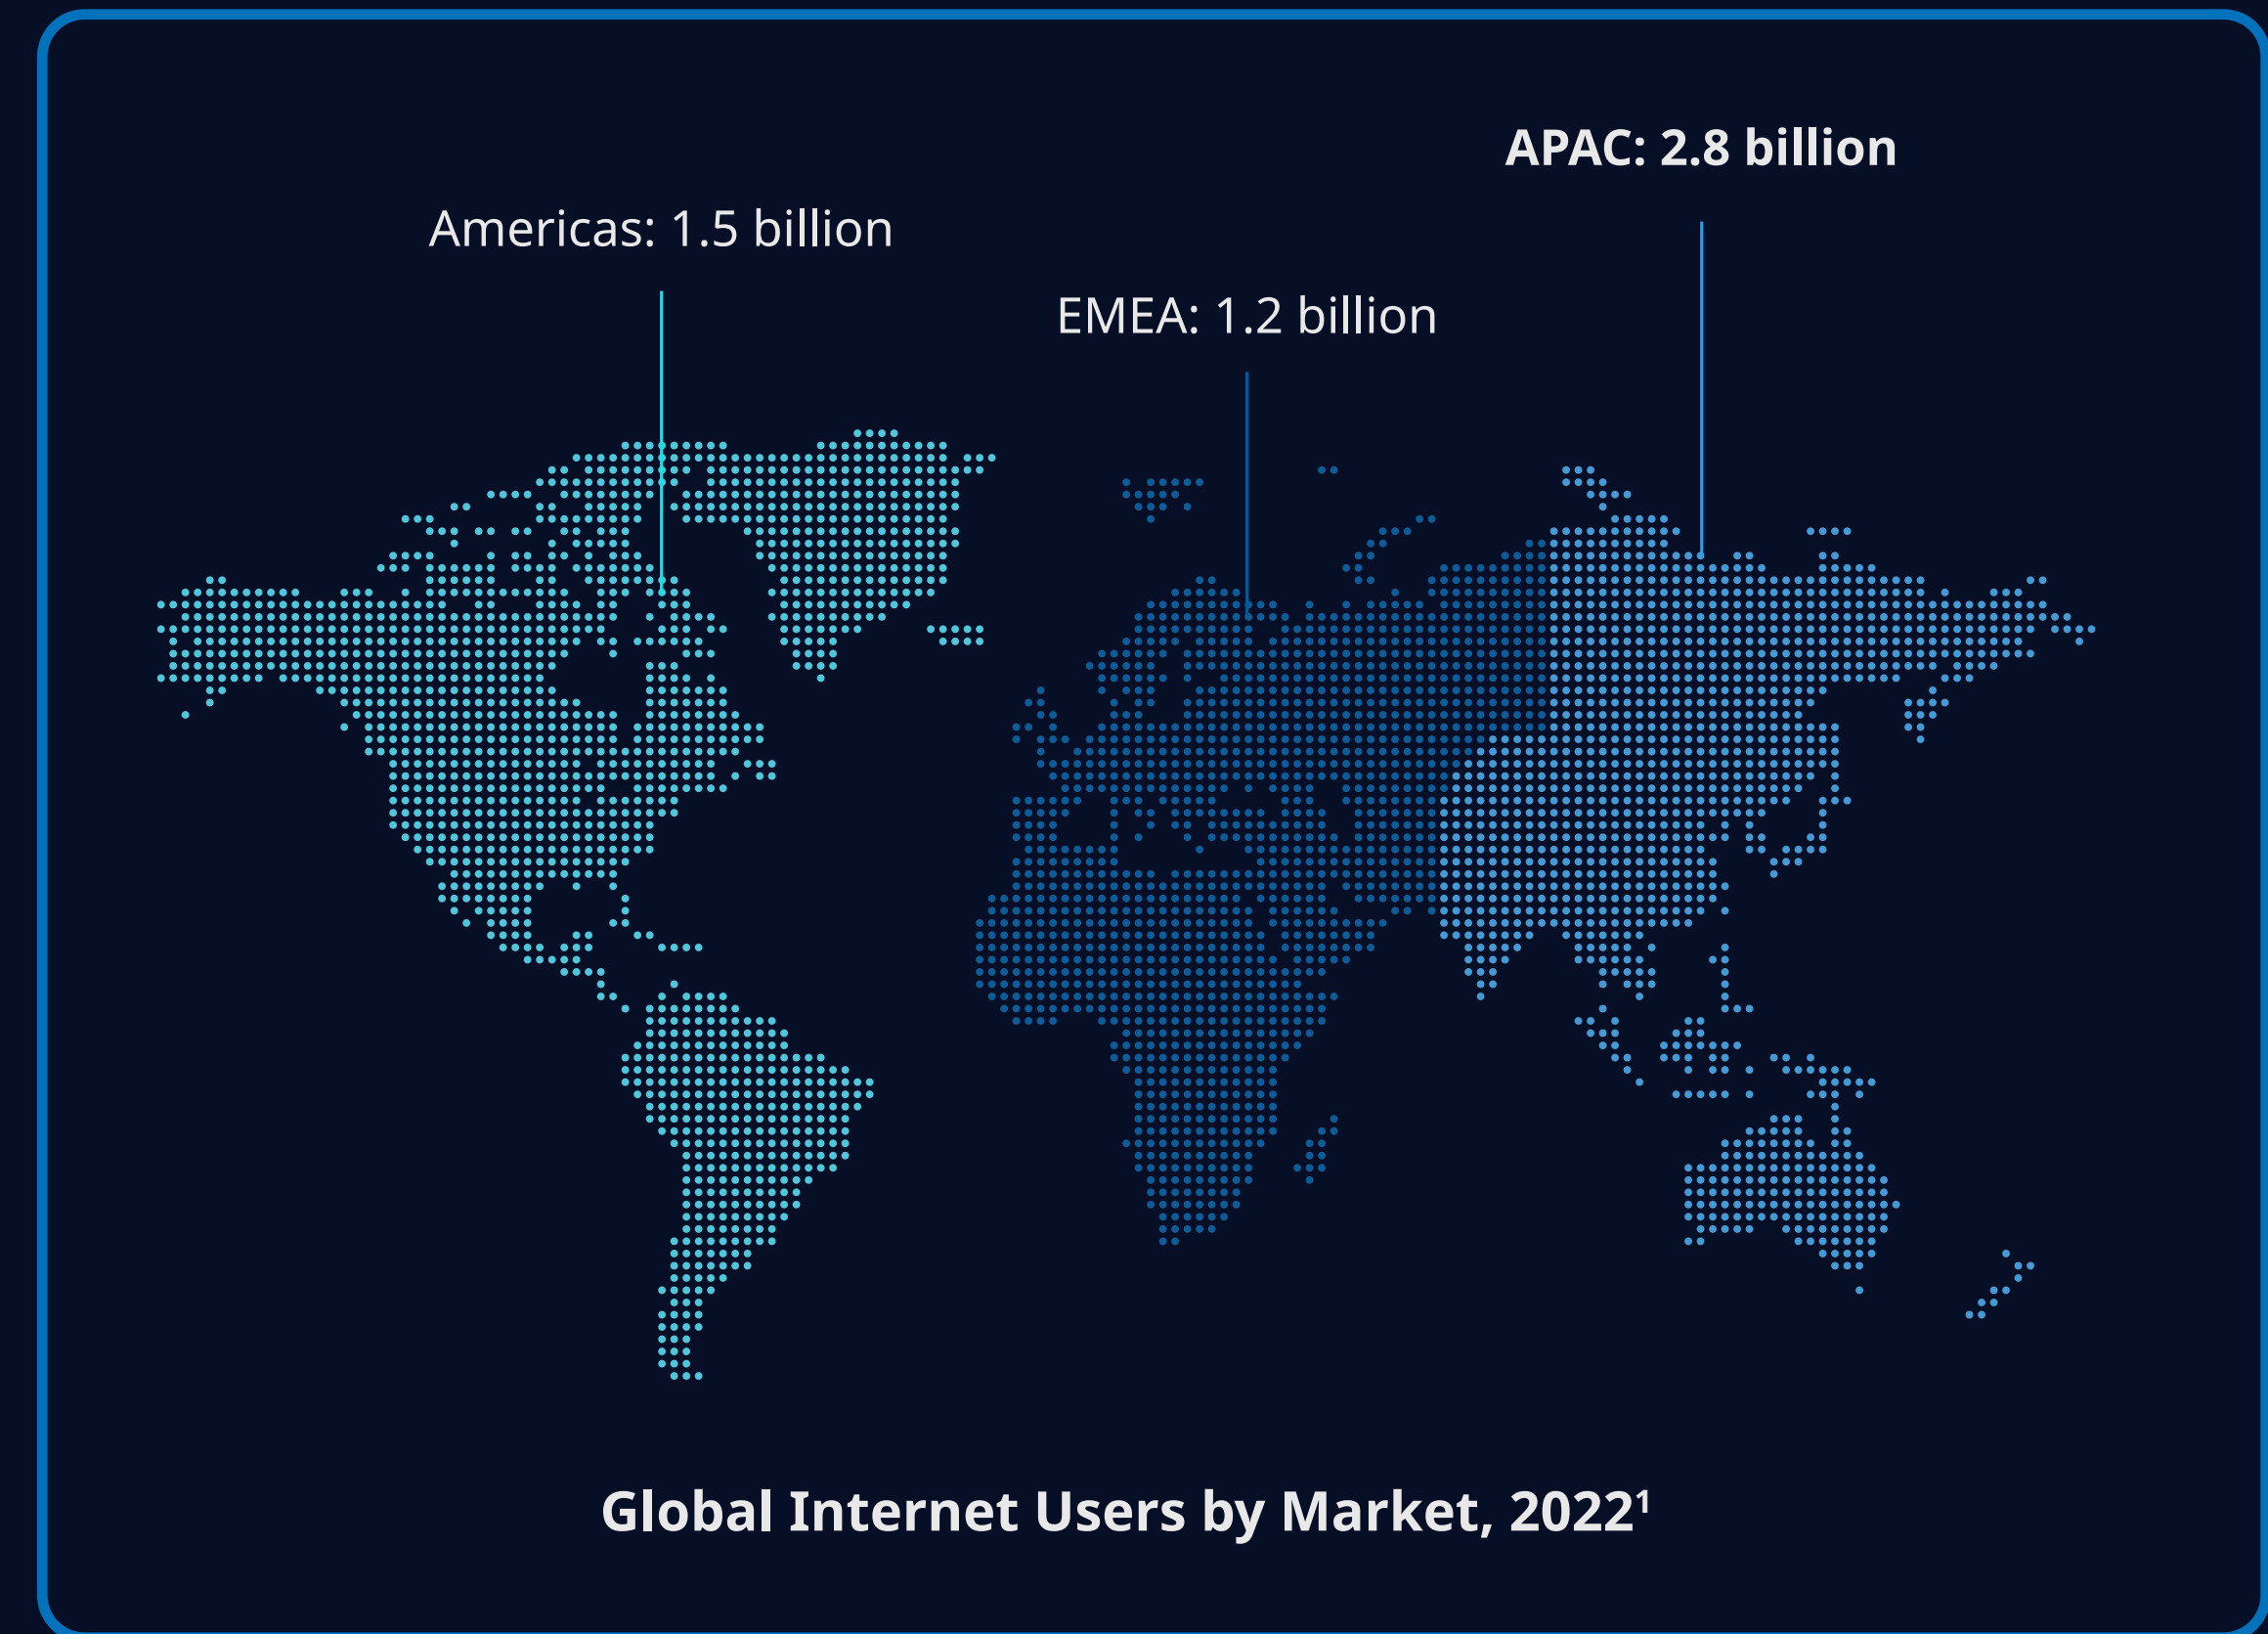 APAC: 2.8 billion
Americas: 1.5 billion
EMEA: 1.2 billion
Global Internet Users by Market, 2022¹